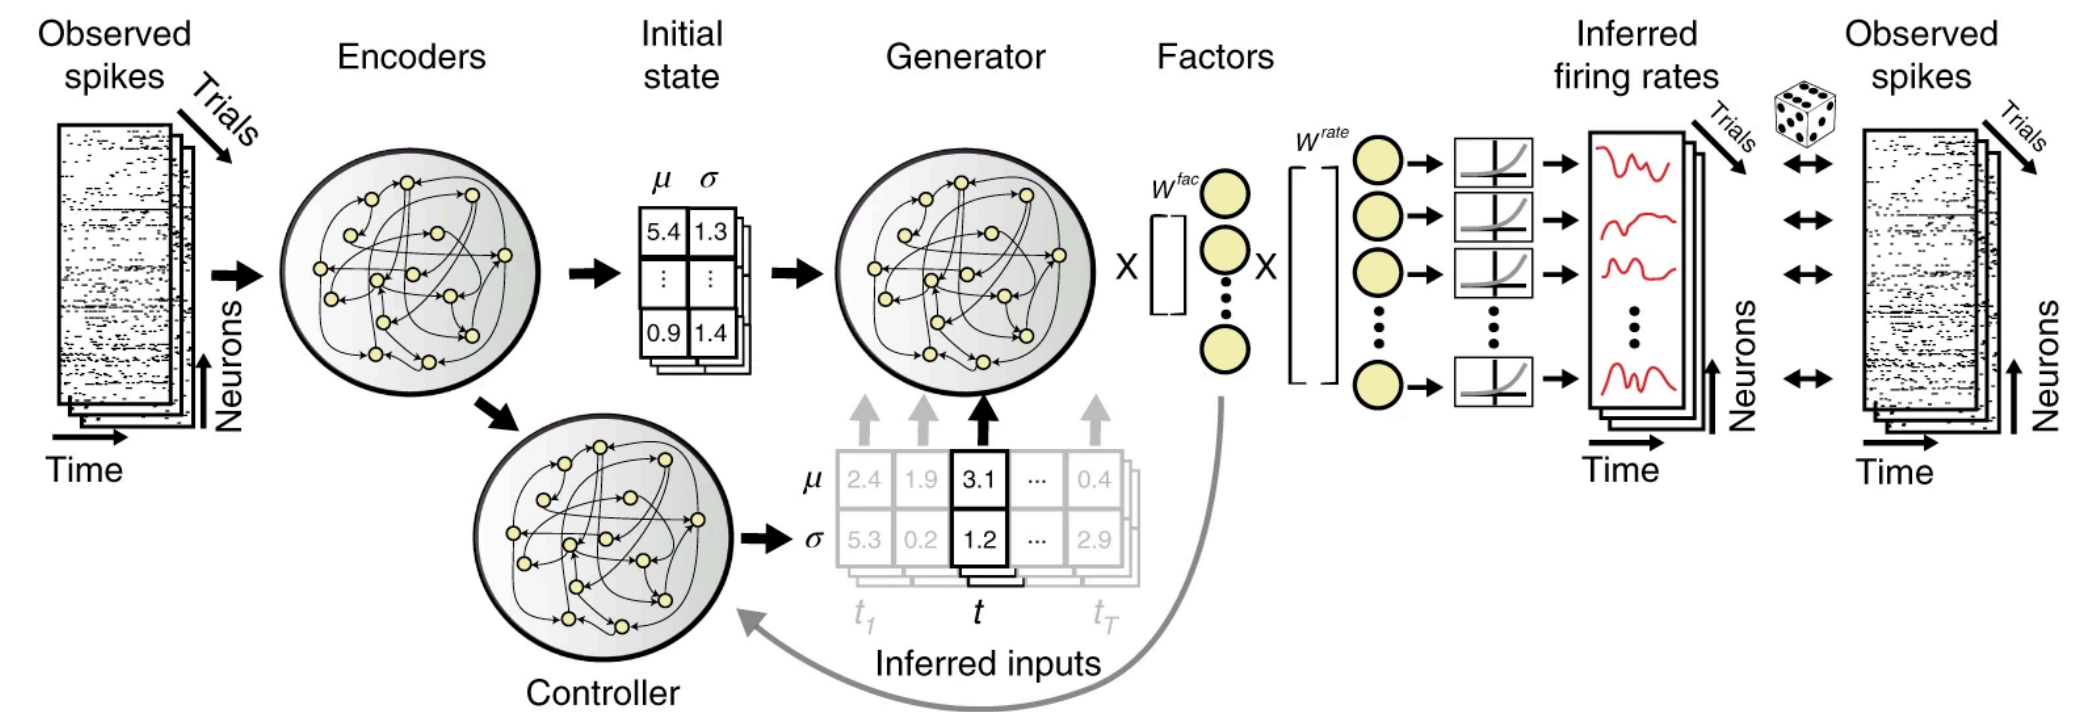 Observed
spikes
Encoders
Initial
state
Generator
Factors
Inferred
firing rates
Observed
spikes
Trials
Neurons
Time
μ σ
5.4 1.3
⋮ ⋮
0.9 1.4
X
W^fac
X
W^rate
Trials
Neurons
Time
Trials
Neurons
Time
Controller
μ 2.4 1.9 3.1 ... 0.4
σ 5.3 0.2 1.2 ... 2.9
t_1 t t_T
Inferred inputs